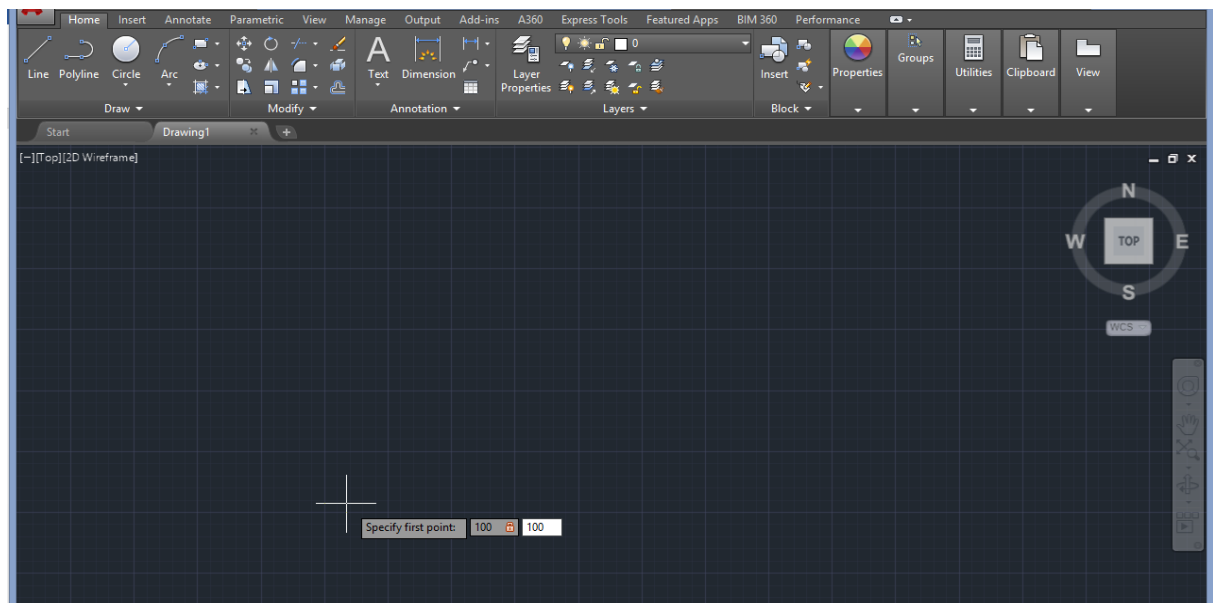 Home Insert Annotate Parametric View Manage Output Add-ins A360 Express Tools Featured Apps BIM 360 Performance
Line Polyline Circle Arc
Text Dimension
Layer Properties
0
Insert
Properties
Groups
Utilities
Clipboard
View
Draw Modify Annotation Layers Block
Start Drawing1
[−][Top][2D Wireframe]
N
W TOP E
S
WCS
Specify first point: 100 100